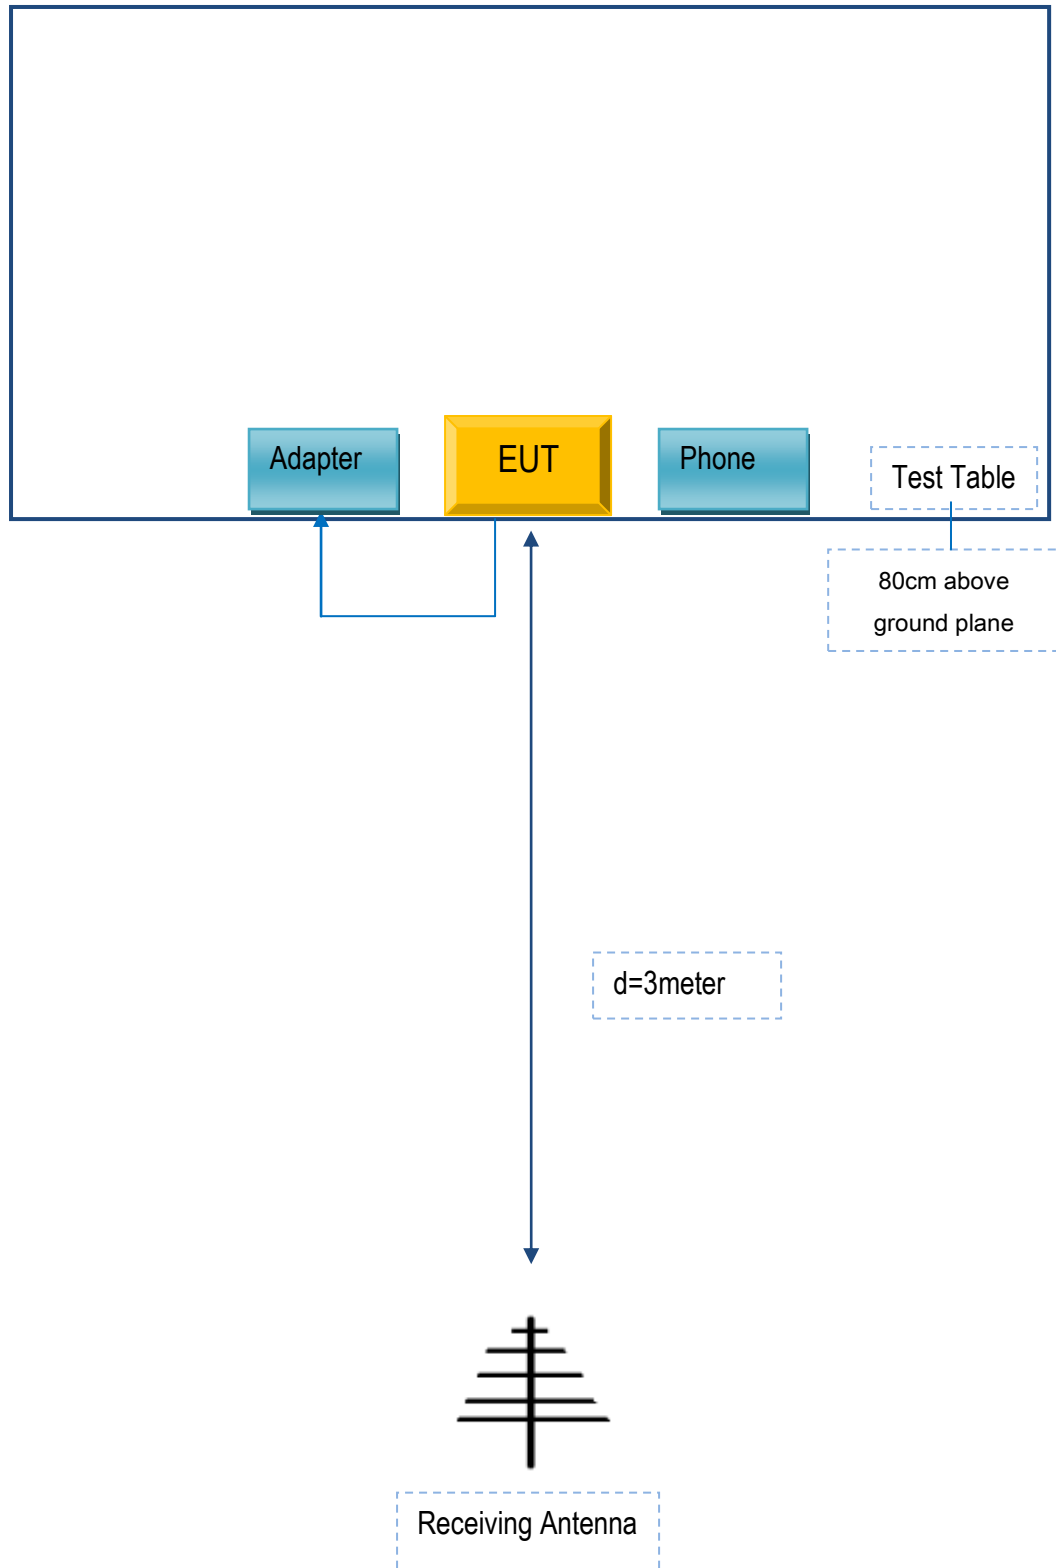 Adapter
EUT
Phone
Test Table
80cm above
ground plane
d=3meter
Receiving Antenna